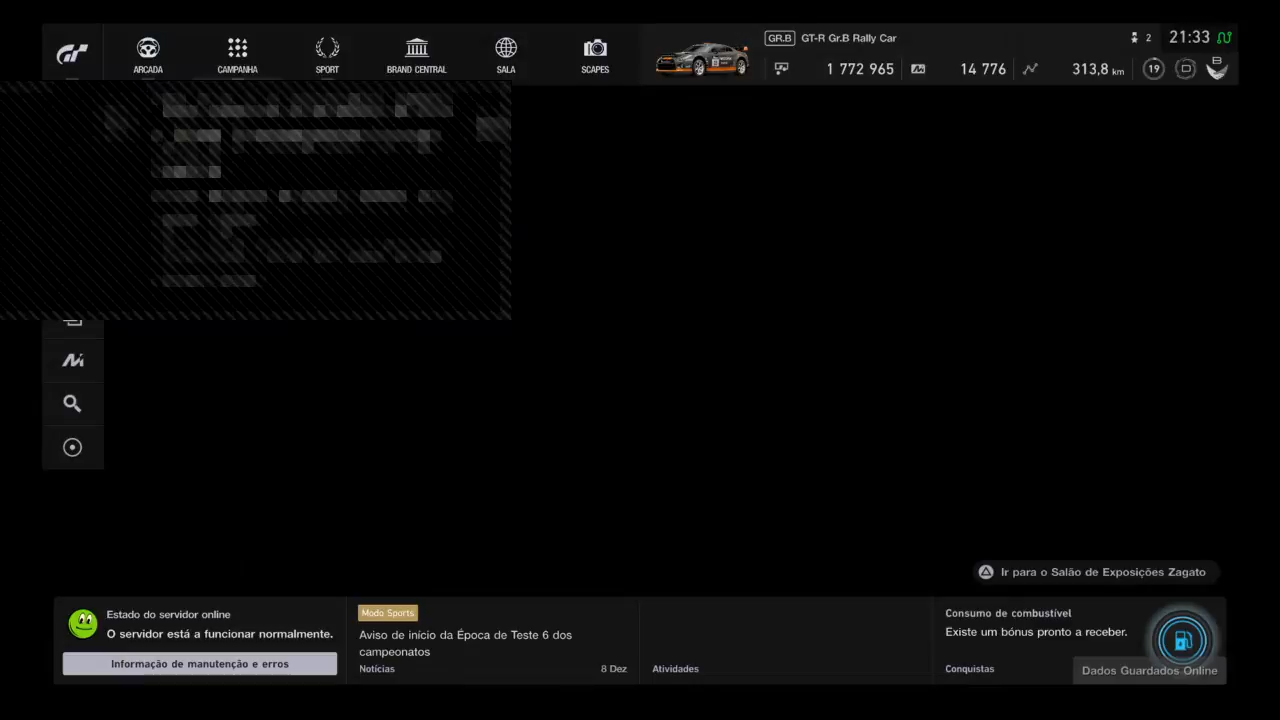 GR.B GT-R Gr.B Rally Car
2
21:33
ARCADA
CAMPANHA
SPORT
BRAND CENTRAL
SALA
SCAPES
1 772 965
14 776
313,8 km
19
B
Ir para o Salão de Exposições Zagato
Estado do servidor online
O servidor está a funcionar normalmente.
Informação de manutenção e erros
Modo Sports
Aviso de início da Época de Teste 6 dos
campeonatos
Notícias
8 Dez
Atividades
Consumo de combustível
Existe um bónus pronto a receber.
Conquistas
Dados Guardados Online